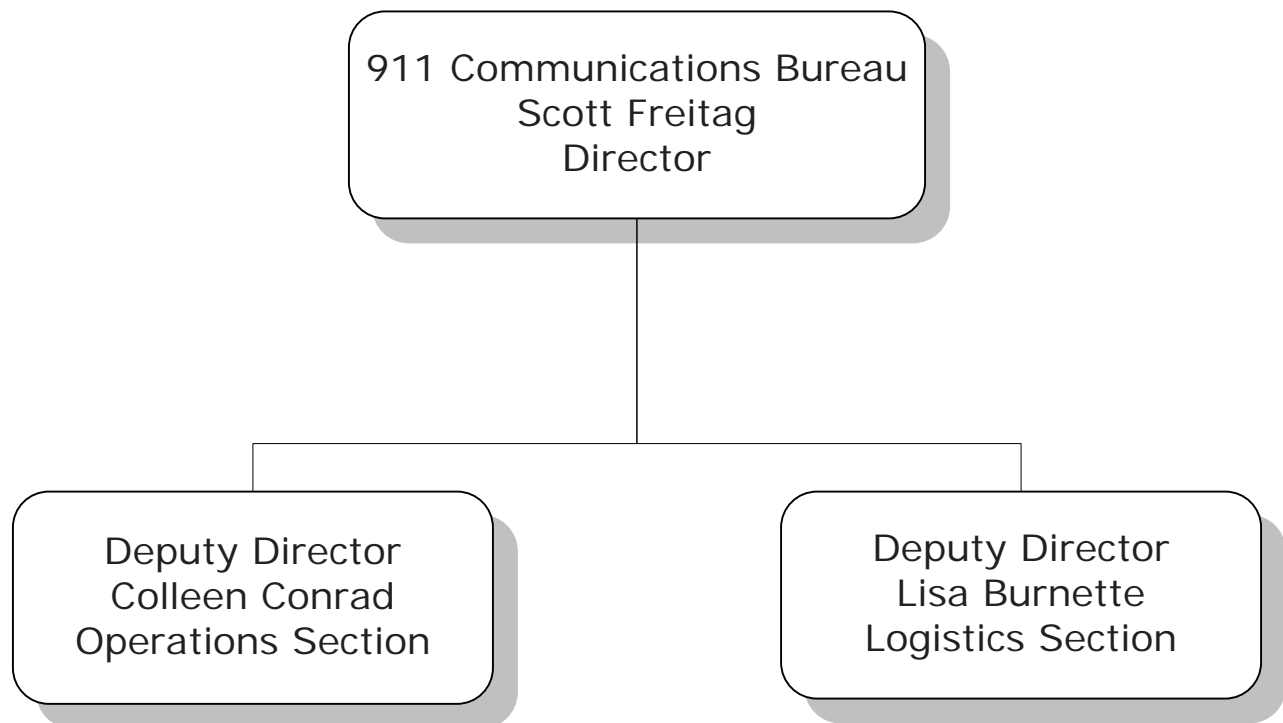 911 Communications Bureau
Scott Freitag
Director
Deputy Director
Colleen Conrad
Operations Section
Deputy Director
Lisa Burnette
Logistics Section